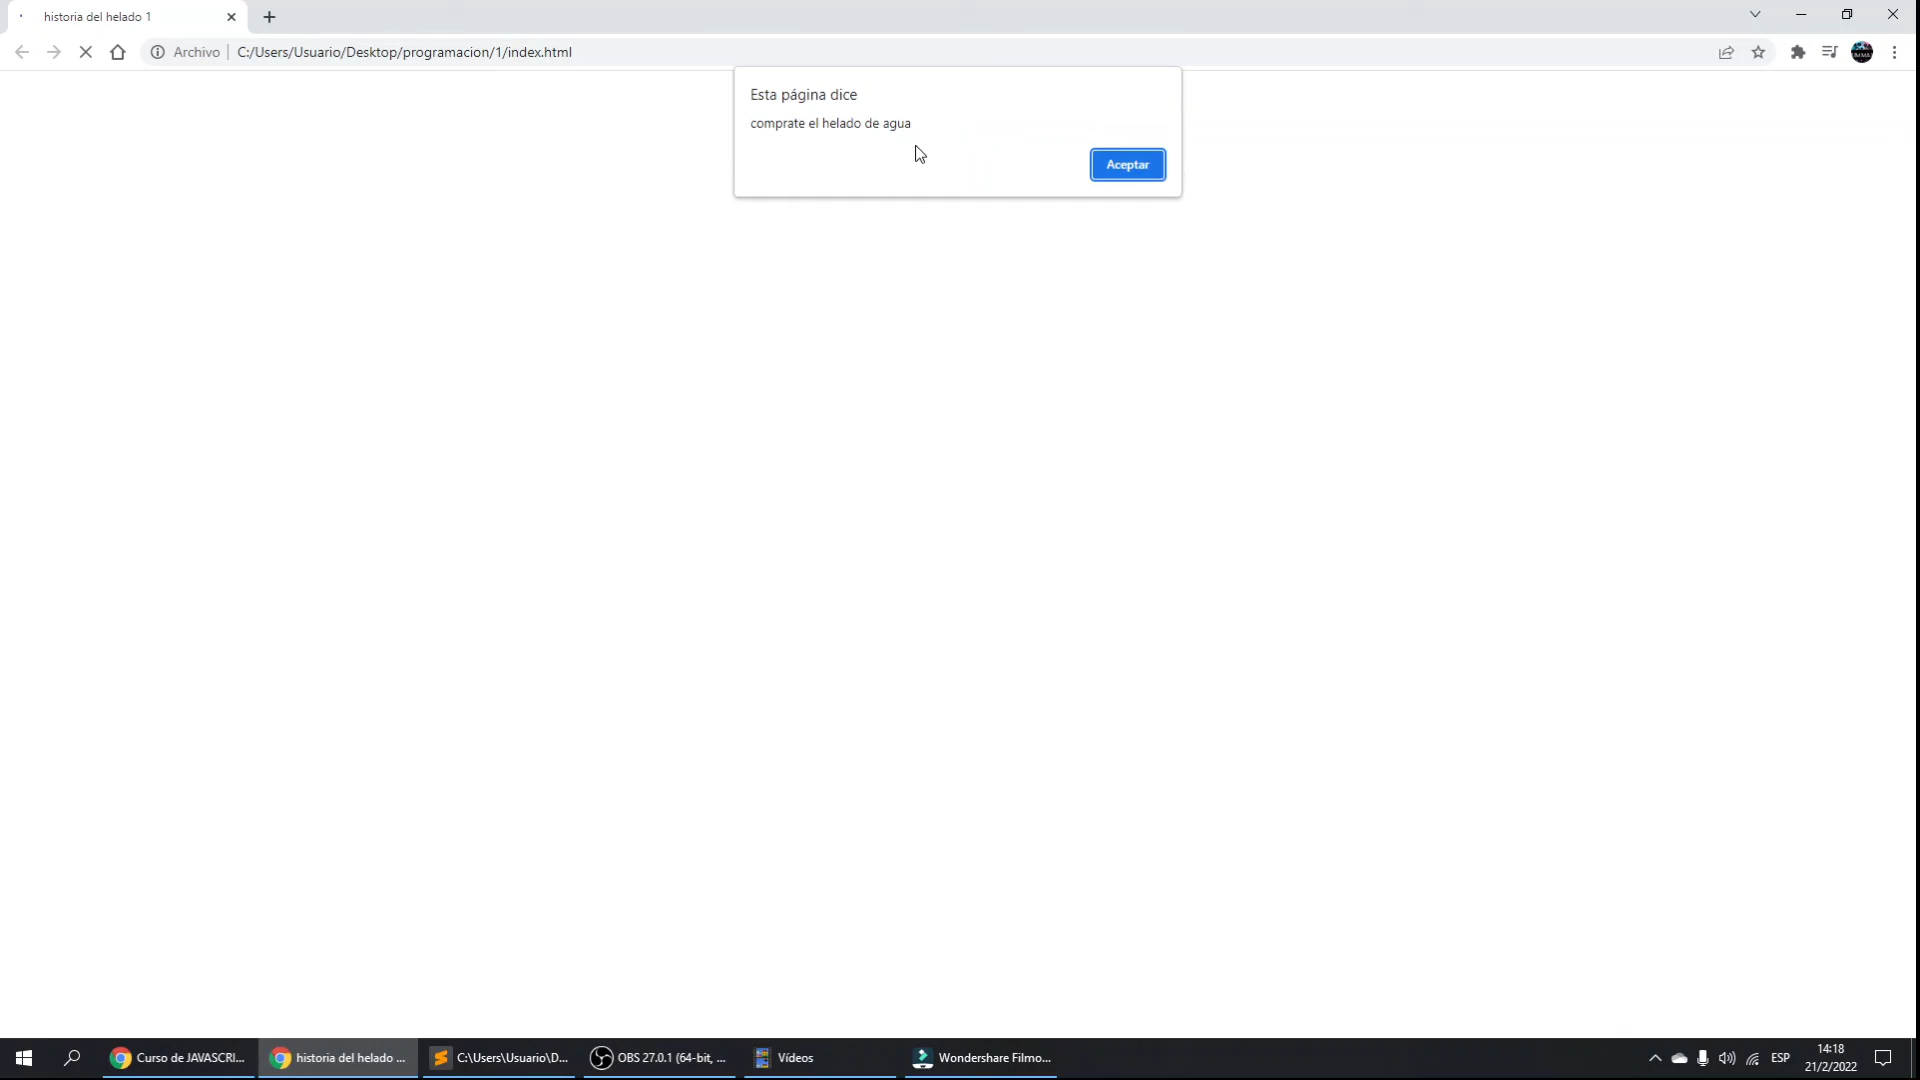 historia del helado 1
Archivo
C:/Users/Usuario/Desktop/programacion/1/index.html
Esta página dice
comprate el helado de agua
Aceptar
Curso de JAVASCRI...
historia del helado ...
C:\Users\Usuario\D...
OBS 27.0.1 (64-bit, ...
Vídeos
Wondershare Filmo...
ESP
14:18
21/2/2022